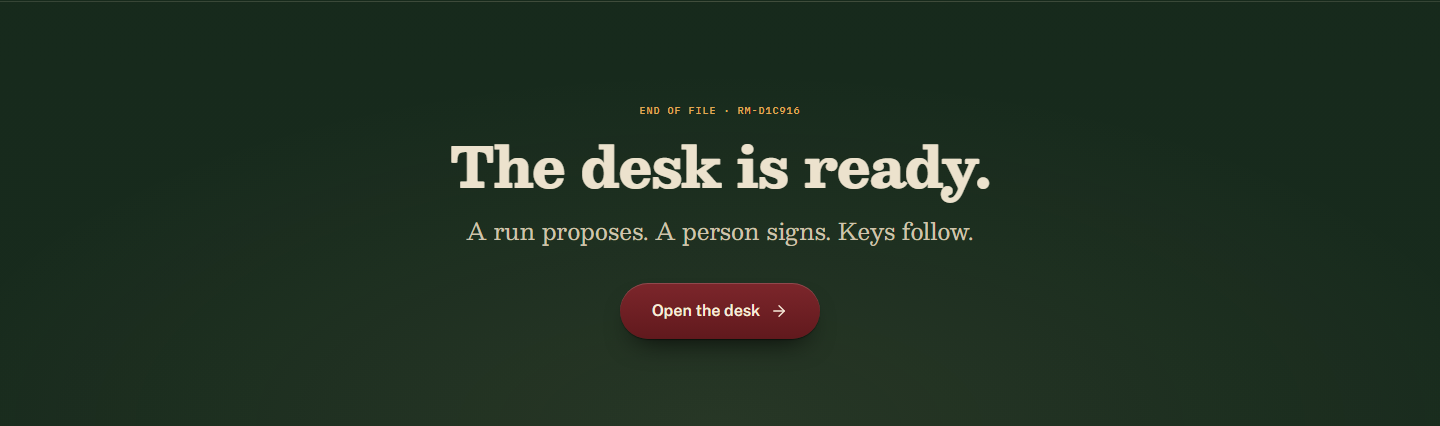 END OF FILE · RM-D1C916
The desk is ready.
A run proposes. A person signs. Keys follow.
Open the desk →